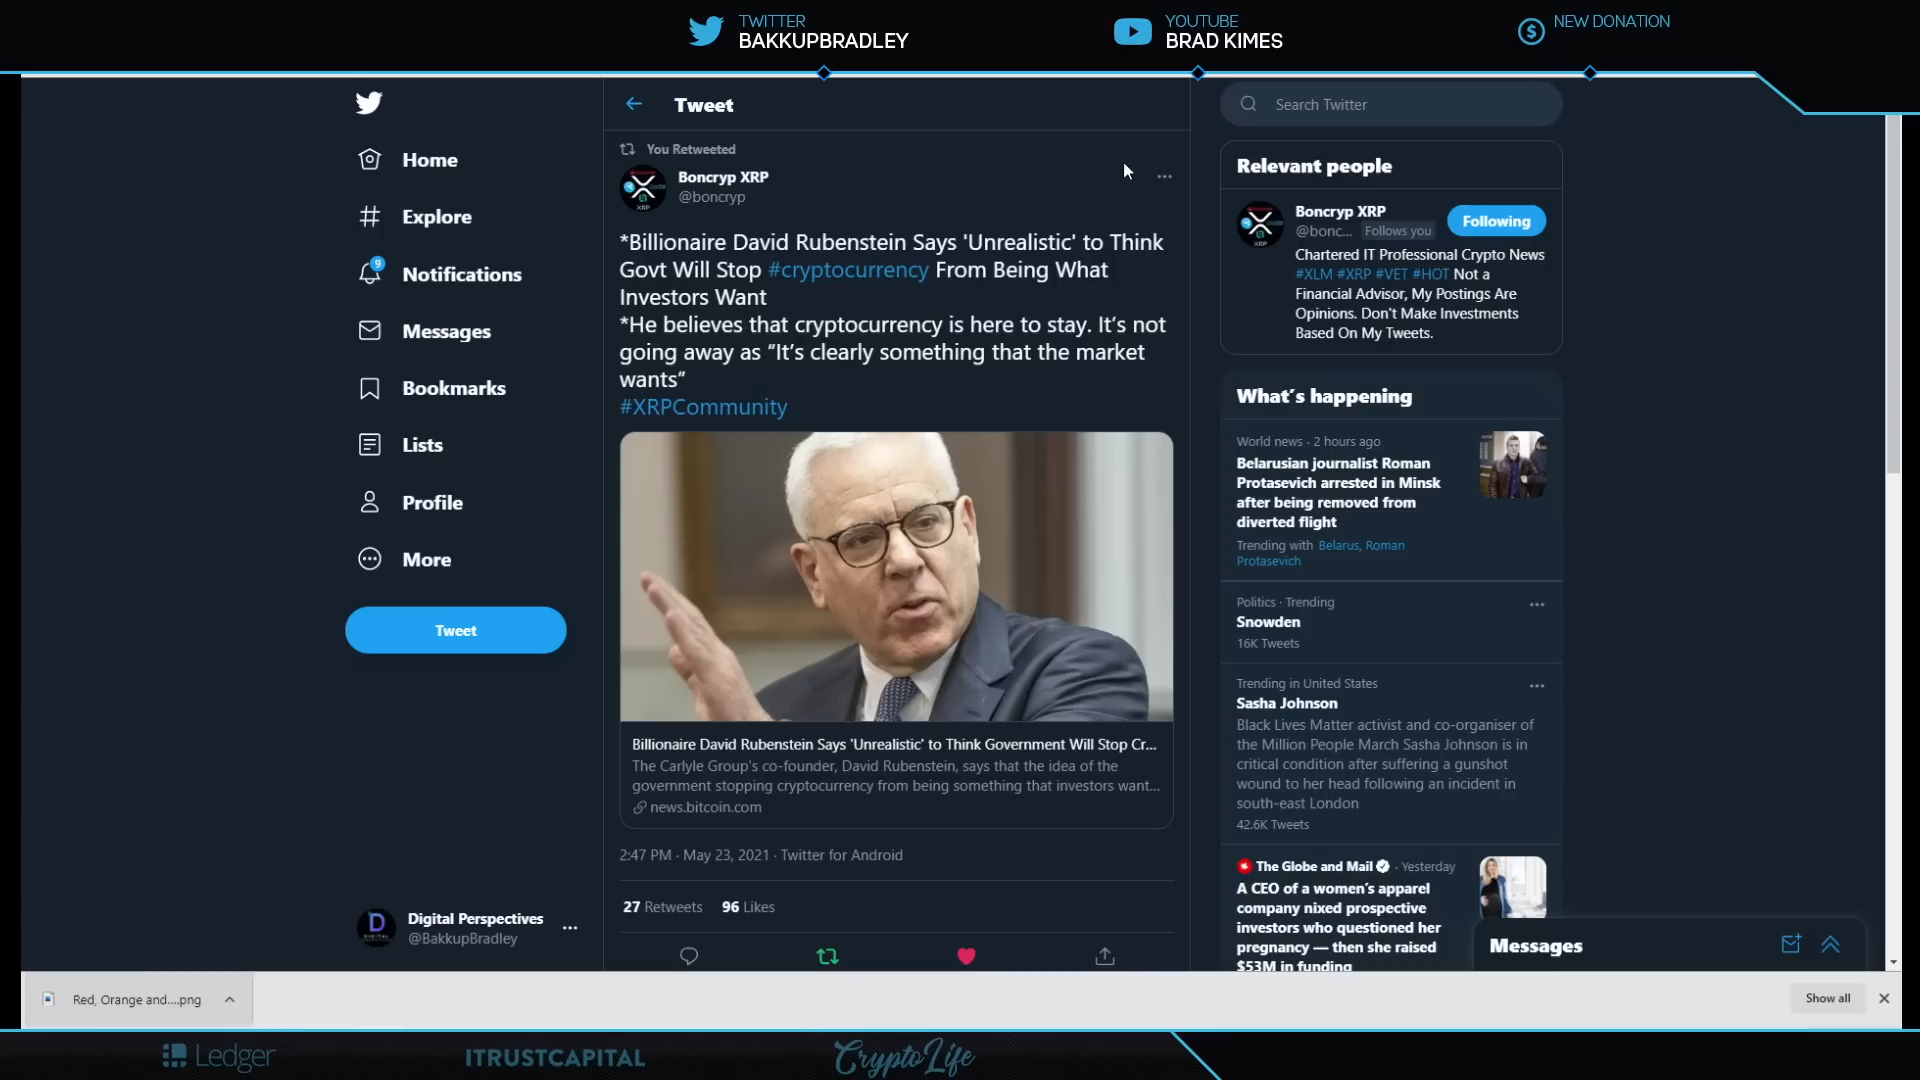 TWITTER
BAKKUPBRADLEY
YOUTUBE
BRAD KIMES
NEW DONATION
Home
Explore
9
Notifications
Messages
Bookmarks
Lists
Profile
More
Tweet
Digital Perspectives
@BakkupBradley
Tweet
You Retweeted
Boncryp XRP
@boncryp
*Billionaire David Rubenstein Says 'Unrealistic' to Think
Govt Will Stop #cryptocurrency From Being What
Investors Want
*He believes that cryptocurrency is here to stay. It’s not
going away as “It’s clearly something that the market
wants”
#XRPCommunity
Billionaire David Rubenstein Says 'Unrealistic' to Think Government Will Stop Cr...
The Carlyle Group's co-founder, David Rubenstein, says that the idea of the
government stopping cryptocurrency from being something that investors want...
news.bitcoin.com
2:47 PM · May 23, 2021 · Twitter for Android
27 Retweets 96 Likes
Search Twitter
Relevant people
Boncryp XRP
@bonc... Follows you
Following
Chartered IT Professional Crypto News
#XLM #XRP #VET #HOT Not a
Financial Advisor, My Postings Are
Opinions. Don't Make Investments
Based On My Tweets.
What’s happening
World news · 2 hours ago
Belarusian journalist Roman
Protasevich arrested in Minsk
after being removed from
diverted flight
Trending with Belarus, Roman
Protasevich
Politics · Trending
Snowden
16K Tweets
Trending in United States
Sasha Johnson
Black Lives Matter activist and co-organiser of
the Million People March Sasha Johnson is in
critical condition after suffering a gunshot
wound to her head following an incident in
south-east London
42.6K Tweets
The Globe and Mail · Yesterday
A CEO of a women’s apparel
company nixed prospective
investors who questioned her
pregnancy — then she raised
$53M in funding
Messages
Red, Orange and....png
Show all
Ledger
ITRUSTCAPITAL
CryptoLife